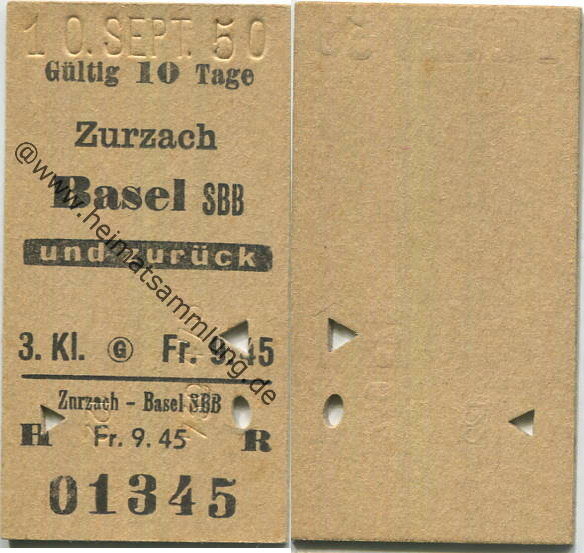 10. SEPT. 50
Gültig 10 Tage
Zurzach
Basel SBB
und zurück
3. Kl. G Fr. 9.45
Zurzach - Basel SBB
H Fr. 9.45 R
01345
@www.heimatsammlung.de